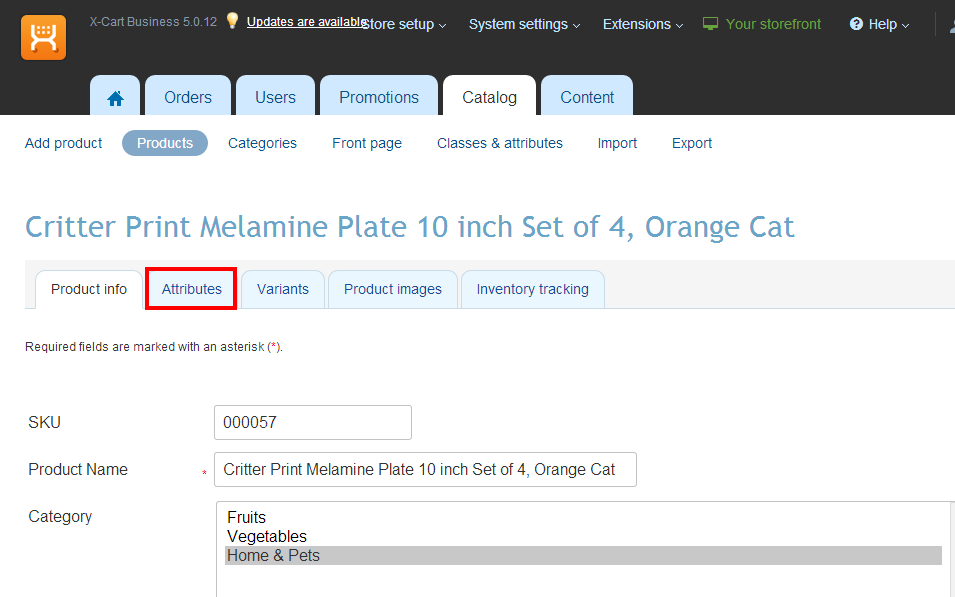 X-Cart Business 5.0.12 Updates are available Store setup System settings Extensions Your storefront Help
Orders Users Promotions Catalog Content
Add product Products Categories Front page Classes & attributes Import Export
Critter Print Melamine Plate 10 inch Set of 4, Orange Cat
Product info Attributes Variants Product images Inventory tracking
Required fields are marked with an asterisk (*).
SKU 000057
Product Name * Critter Print Melamine Plate 10 inch Set of 4, Orange Cat
Category Fruits
Vegetables
Home & Pets